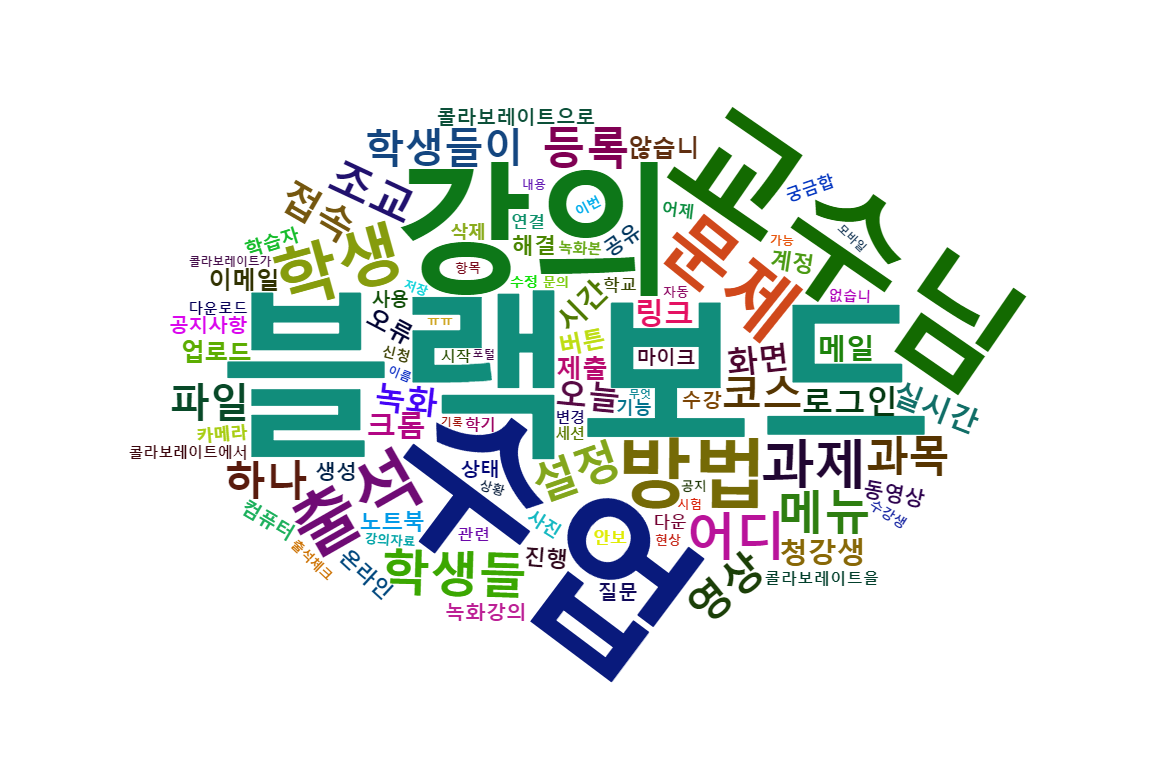 콜라보레이트으로
학생들이
등록
않습니
교수님
조교
강의
내용
궁금합
접속
이번
어제
연결
삭제
공유
모바일
학습자
학생
해결
녹화본
문제
가능
계정
콜라보레이트가
항목
이메일
수정
문의
학교
저장
자동
없습니
다운로드
사용
시간
링크
공지사항
오류
ㅠㅠ
블랙보드
버튼
메일
업로드
신청
시작
포털
마이크
화면
이름
제출
파일
녹화
오늘
무엇
기능
수강
코스
로그인
실시간
카메라
크롬
기록
학기
변경
세션
콜라보레이트에서
수업
하나
생성
출석
상태
설정
방법
과제
과목
상황
공지
동영상
컴퓨터
노트북
사진
시험
메뉴
수강생
강의자료
관련
안보
다운
어디
출석체크
현상
온라인
학생들
진행
청강생
질문
영상
콜라보레이트을
녹화강의